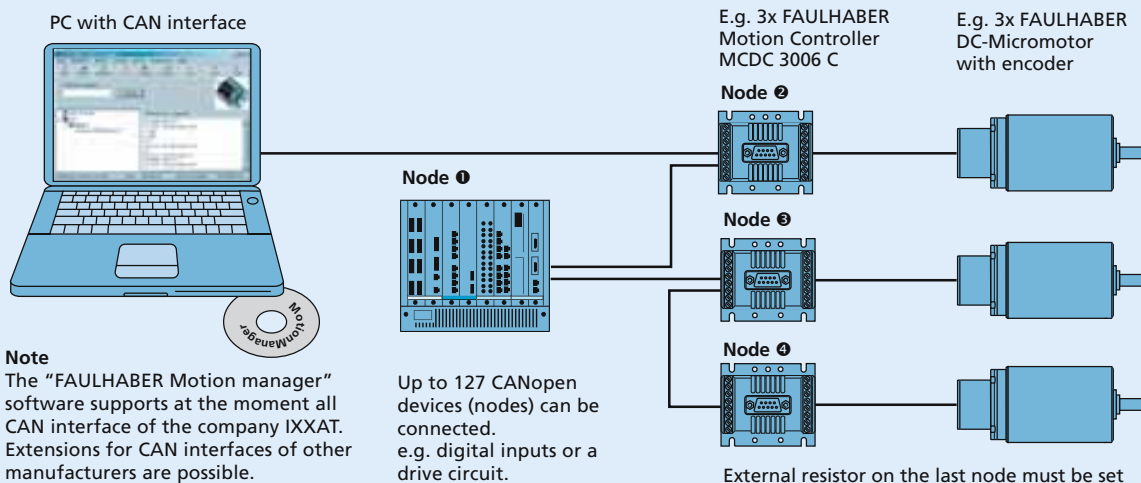 PC with CAN interface
E.g. 3x FAULHABER
Motion Controller
MCDC 3006 C
E.g. 3x FAULHABER
DC-Micromotor
with encoder
Node ❷
Node ❶
Node ❸
Node ❹
MotionManager
Note
The “FAULHABER Motion manager”
software supports at the moment all
CAN interface of the company IXXAT.
Extensions for CAN interfaces of other
manufacturers are possible.
Up to 127 CANopen
devices (nodes) can be
connected.
e.g. digital inputs or a
drive circuit.
External resistor on the last node must be set